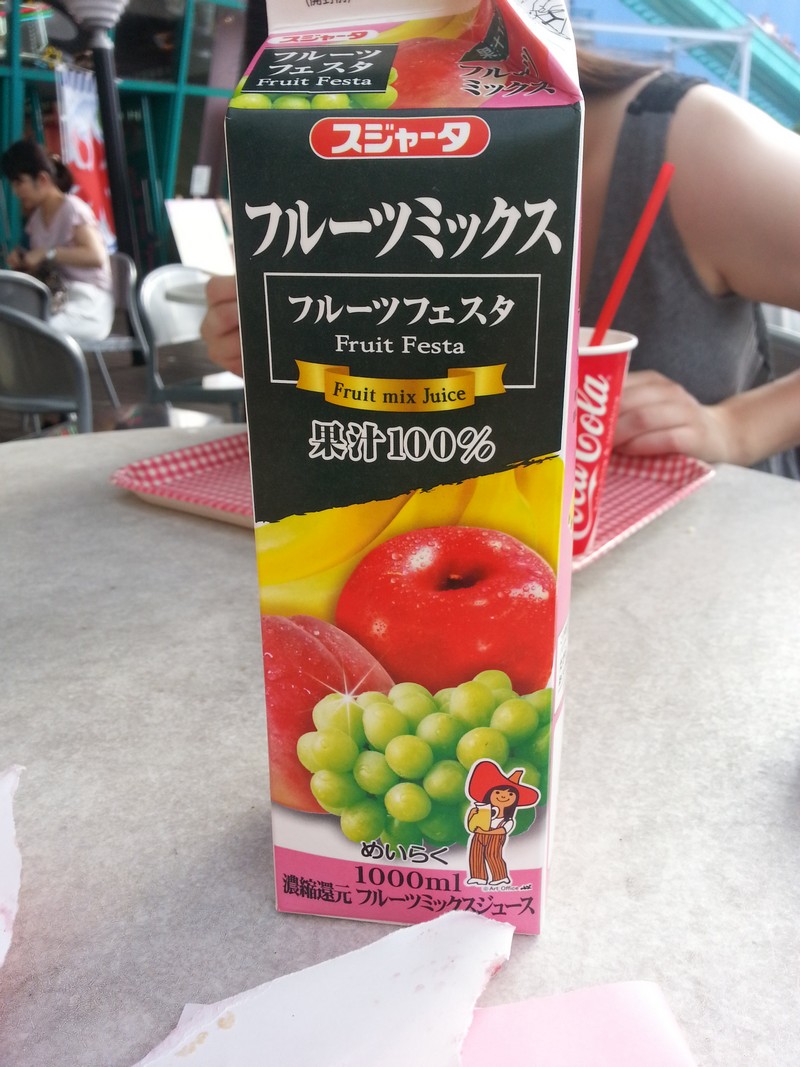 スジャータ
フルーツ
フェスタ
Fruit Festa
フルーツ
ミックス
スジャータ
フルーツミックス
フルーツフェスタ
Fruit Festa
Fruit mix Juice
果汁100%
Coca-Cola
めいらく
1000ml
濃縮還元 フルーツミックスジュース